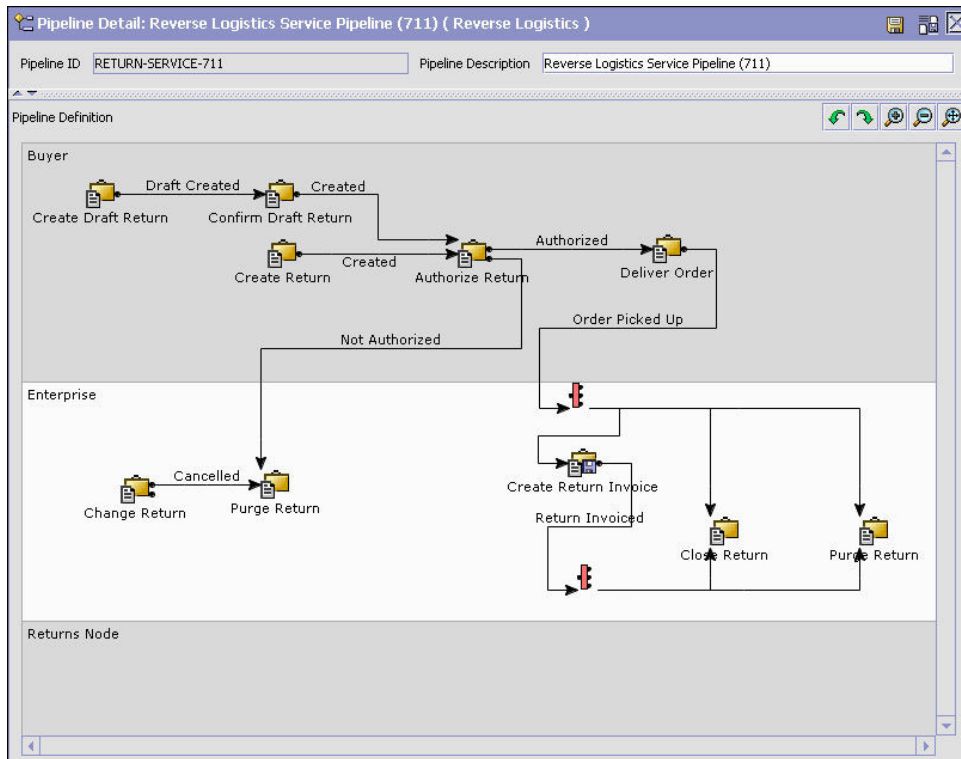 Pipeline Detail: Reverse Logistics Service Pipeline (711) ( Reverse Logistics )
Pipeline ID RETURN-SERVICE-711 Pipeline Description Reverse Logistics Service Pipeline (711)
Pipeline Definition
Buyer
Draft Created Created
Create Draft Return Confirm Draft Return
Authorized
Created
Create Return Authorize Return Deliver Order
Order Picked Up
Not Authorized
Enterprise
Cancelled
Change Return Purge Return
Create Return Invoice
Return Invoiced
Close Return Purge Return
Returns Node